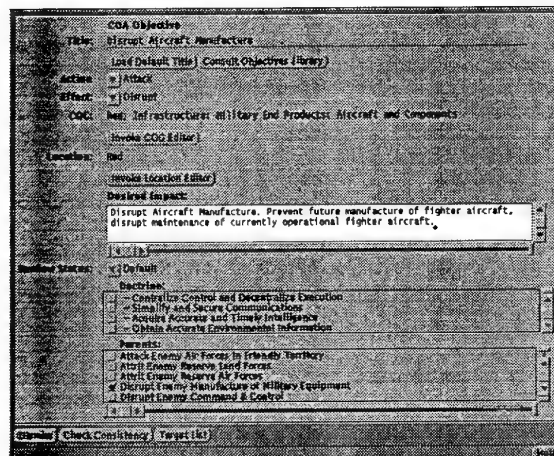 COA Objective
Title: Disrupt Aircraft Manufacture
Load Default Title Consult Objectives Library
Action: Attack
Effect: Disrupt
COG: Red: Infrastructure: Military End Products: Aircraft and Components
Invoke COG Editor
Location: Red
Invoke Location Editor
Desired Impact:
Disrupt Aircraft Manufacture. Prevent future manufacture of fighter aircraft,
disrupt maintenance of currently operational fighter aircraft.
Review Status: Default
Doctrine:
- Centralize Control and Decentralize Execution
- Simplify and Secure Communications
- Acquire Accurate and Timely Intelligence
- Obtain Accurate Environmental Information
Parents:
Attack Enemy Air Forces in Friendly Territory
Attrit Enemy Reserve Land Forces
Attrit Enemy Reserve Air Forces
Disrupt Enemy Manufacture of Military Equipment
Disrupt Enemy Command & Control
Dismiss Check Consistency Target List